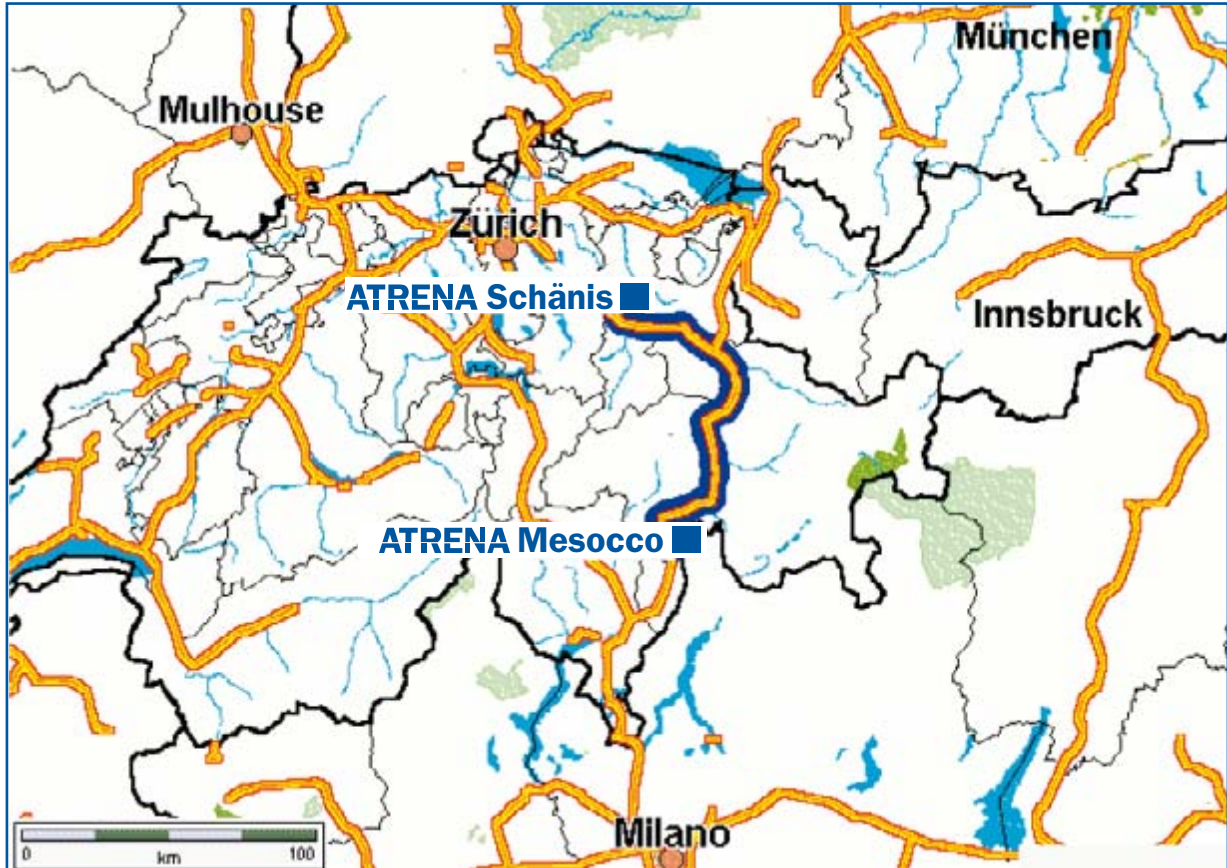 München
Mulhouse
Zürich
ATRENA Schänis
Innsbruck
ATRENA Mesocco
Milano
0 km 100